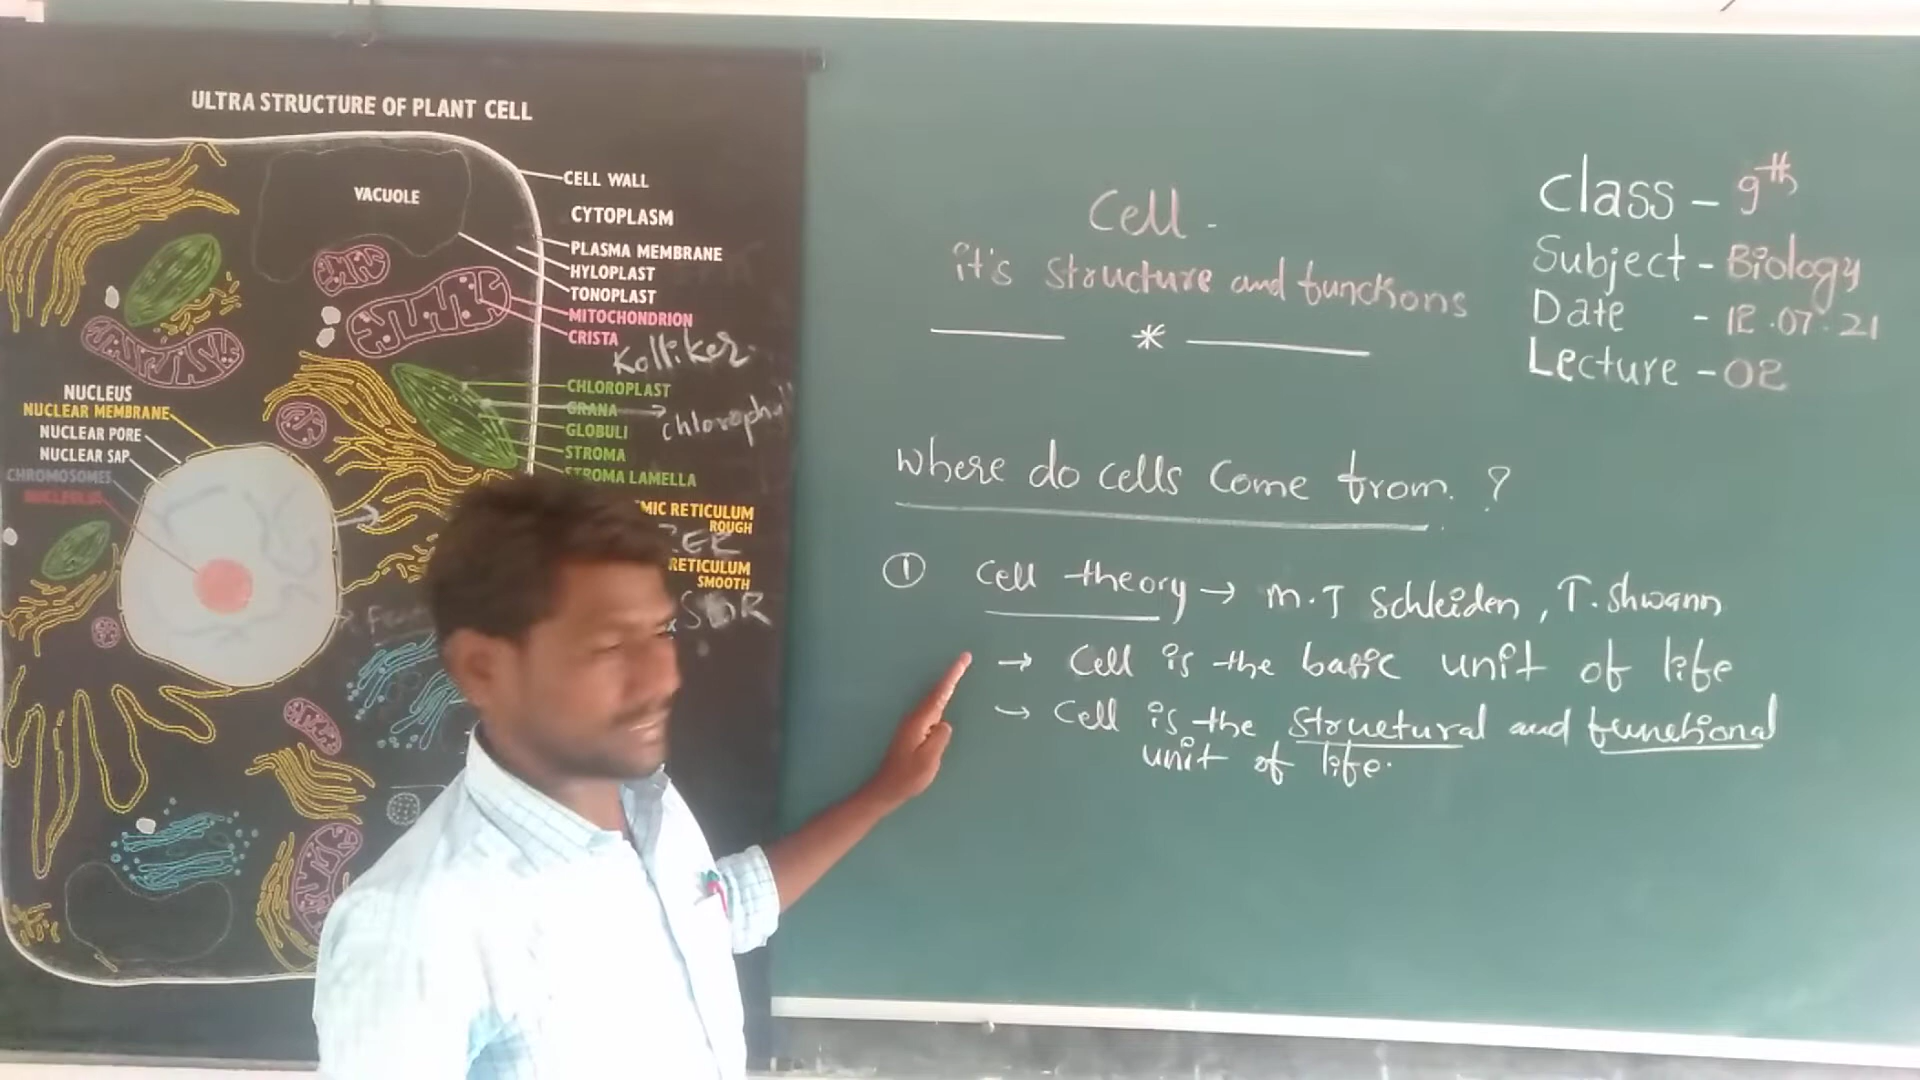 ULTRA STRUCTURE OF PLANT CELL
VACUOLE
CELL WALL
CYTOPLASM
PLASMA MEMBRANE
HYLOPLAST
TONOPLAST
MITOCHONDRION
CRISTA
Kolliker
CHLOROPLAST
GRANA →
chlorophyl
GLOBULI
STROMA
STROMA LAMELLA
NUCLEUS
NUCLEAR MEMBRANE
NUCLEAR PORE
NUCLEAR SAP
CHROMOSOMES
RETICULUM
ROUGH
RER
RETICULUM
SMOOTH
SER
Cell -
it's structure and functions
Class - 9th
Subject - Biology
Date - 12.07.21
Lecture - 02
Where do cells come from. ?
① Cell theory → M.J Schleiden, T. Shwann
→ Cell is the basic unit of life
→ Cell is the structural and functional
unit of life.